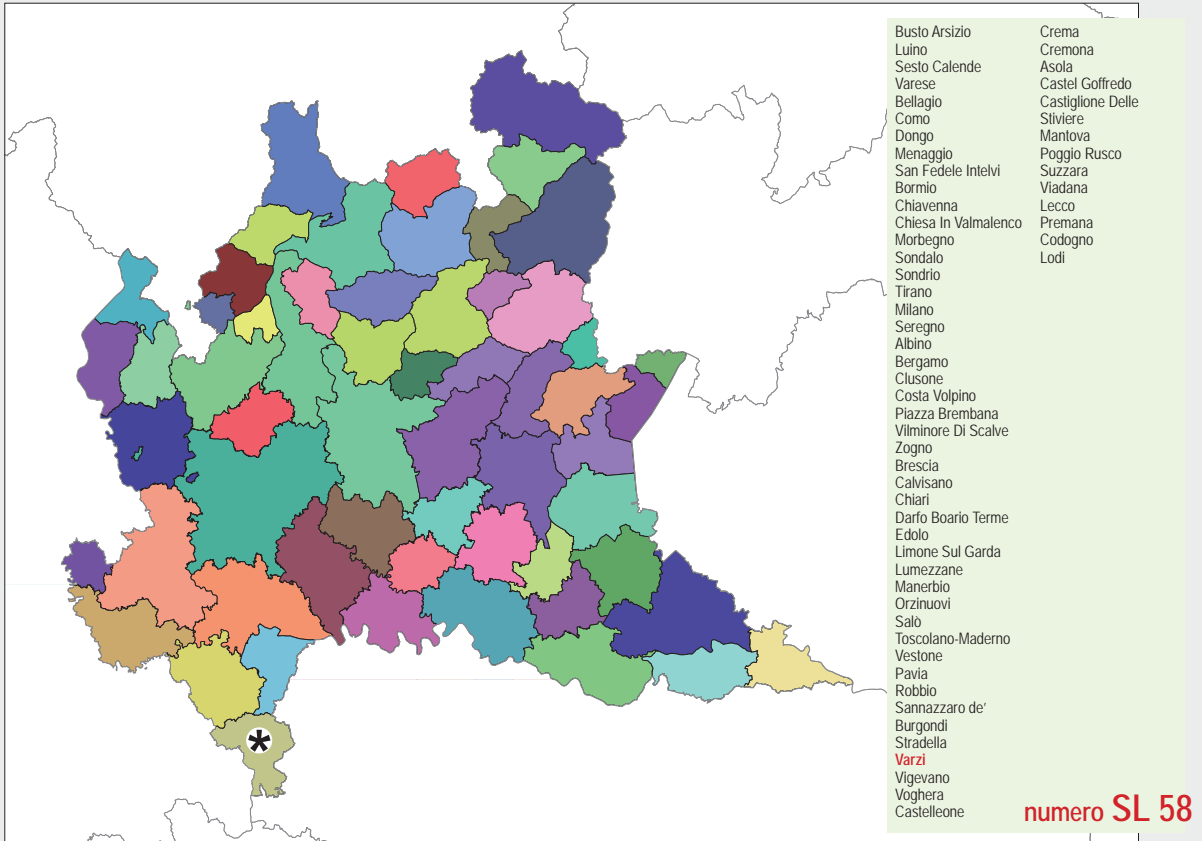 Busto Arsizio
Luino
Sesto Calende
Varese
Bellagio
Como
Dongo
Menaggio
San Fedele Intelvi
Bormio
Chiavenna
Chiesa In Valmalenco
Morbegno
Sondalo
Sondrio
Tirano
Milano
Seregno
Albino
Bergamo
Clusone
Costa Volpino
Piazza Brembana
Vilminore Di Scalve
Zogno
Brescia
Calvisano
Chiari
Darfo Boario Terme
Edolo
Limone Sul Garda
Lumezzane
Manerbio
Orzinuovi
Salò
Toscolano-Maderno
Vestone
Pavia
Robbio
Sannazzaro de'
Burgondi
Stradella
Varzi
Vigevano
Voghera
Castelleone
Crema
Cremona
Asola
Castel Goffredo
Castiglione Delle
Stiviere
Mantova
Poggio Rusco
Suzzara
Viadana
Lecco
Premana
Codogno
Lodi
numero SL 58
*